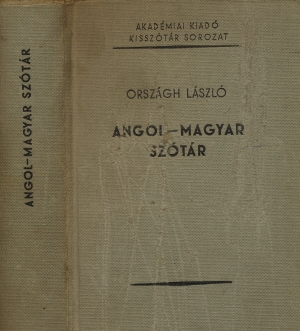 ANGOL-MAGYAR SZÓTÁR
AKADÉMIAI KIADÓ
KISSZÓTÁR SOROZAT
ORSZÁGH LÁSZLÓ
ANGOL-MAGYAR
SZÓTÁR